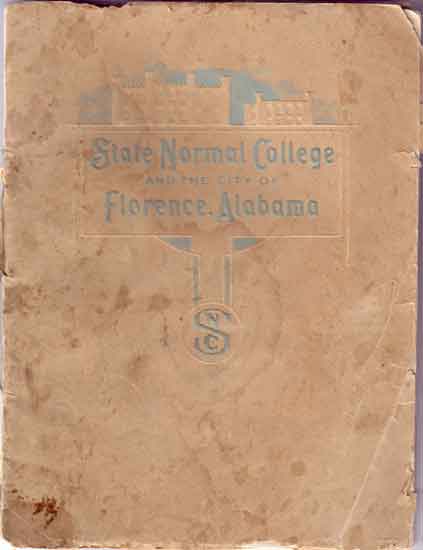 State Normal College
AND THE CITY OF
Florence, Alabama
SNC